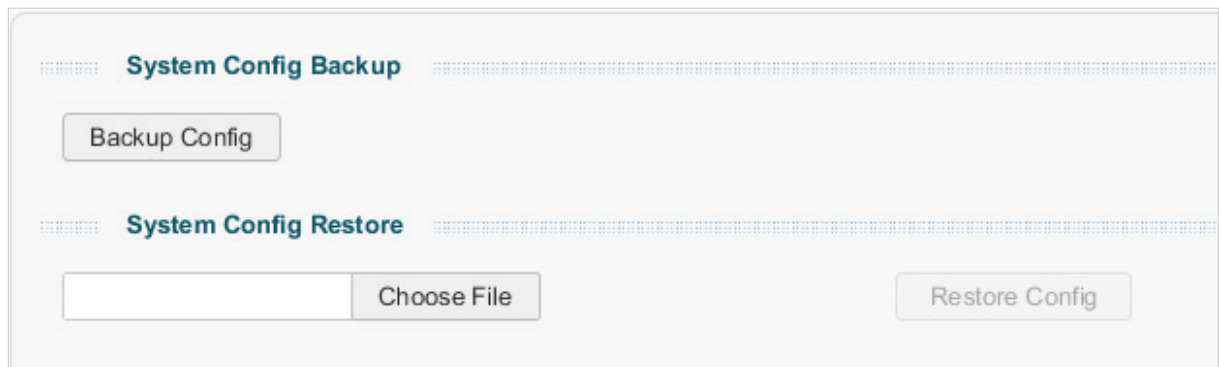 System Config Backup
Backup Config
System Config Restore
Choose File Restore Config